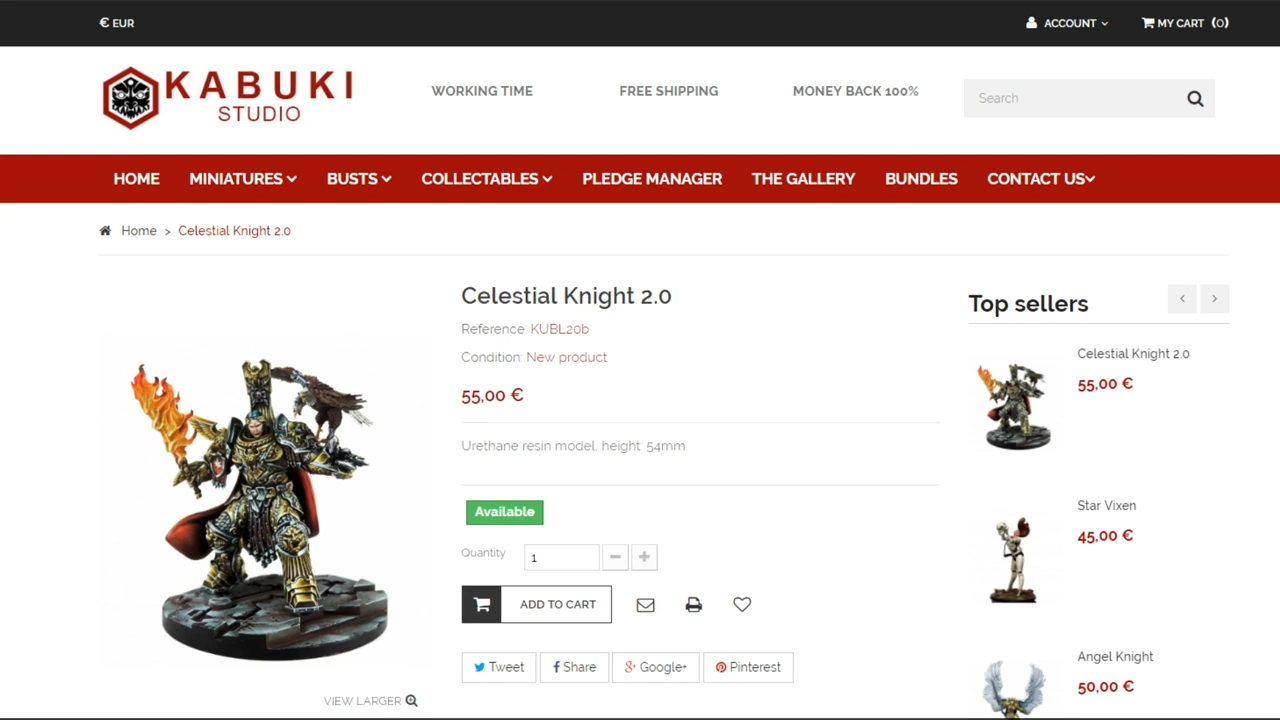 € EUR
ACCOUNT
MY CART (0)
KABUKI
STUDIO
WORKING TIME
FREE SHIPPING
MONEY BACK 100%
Search
HOME
MINIATURES
BUSTS
COLLECTABLES
PLEDGE MANAGER
THE GALLERY
BUNDLES
CONTACT US
Home > Celestial Knight 2.0
Celestial Knight 2.0
Reference: KUBL20b
Condition: New product
55,00 €
Urethane resin model, height: 54mm
Available
Quantity
1
ADD TO CART
Tweet
Share
Google+
Pinterest
VIEW LARGER
Top sellers
Celestial Knight 2.0
55,00 €
Star Vixen
45,00 €
Angel Knight
50,00 €